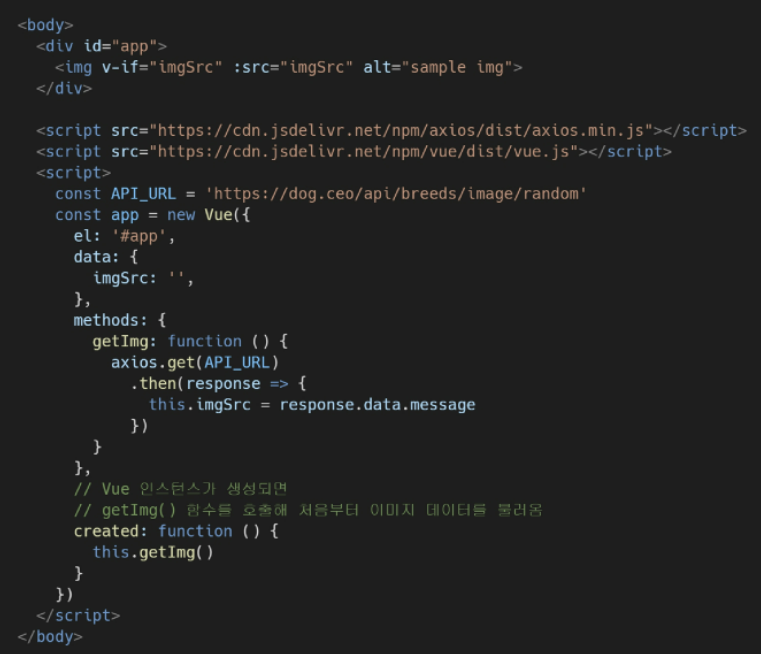 <body>
<div id="app">
<img v-if="imgSrc" :src="imgSrc" alt="sample img">
</div>
<script src="https://cdn.jsdelivr.net/npm/axios/dist/axios.min.js"></script>
<script src="https://cdn.jsdelivr.net/npm/vue/dist/vue.js"></script>
<script>
const API_URL = 'https://dog.ceo/api/breeds/image/random'
const app = new Vue({
el: '#app',
data: {
imgSrc: '',
},
methods: {
getImg: function () {
axios.get(API_URL)
.then(response => {
this.imgSrc = response.data.message
})
}
},
// Vue 인스턴스가 생성되면
// getImg() 함수를 호출해 처음부터 이미지 데이터를 불러옴
created: function () {
this.getImg()
}
})
</script>
</body>